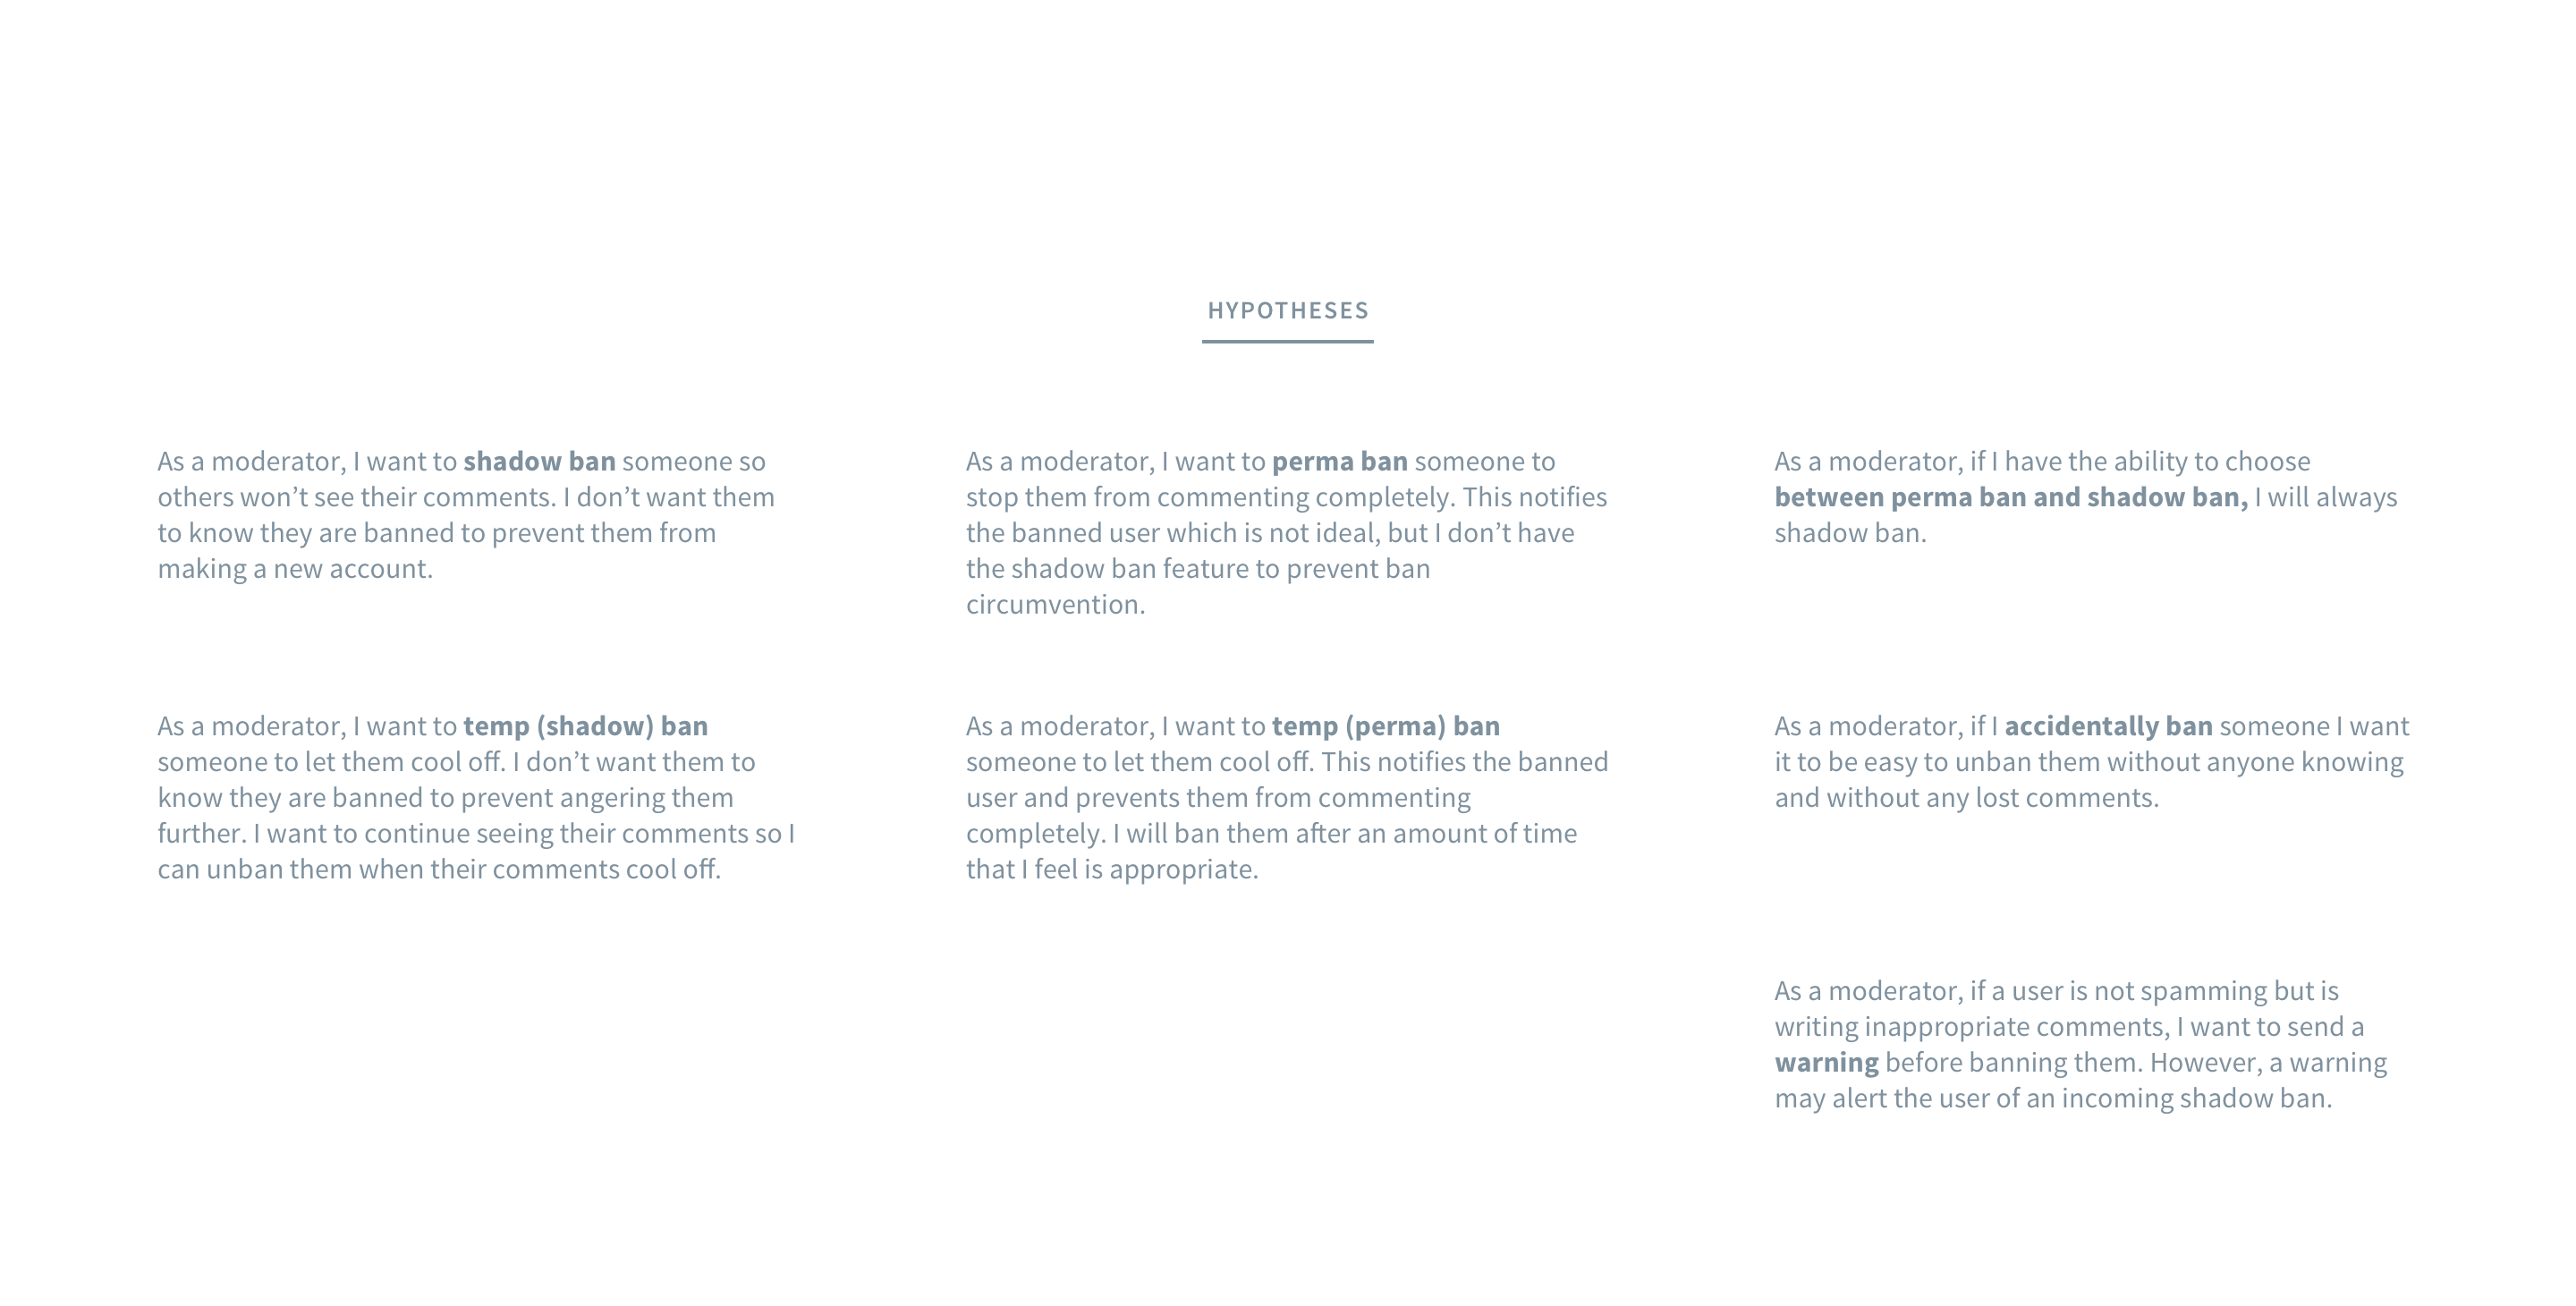 HYPOTHESES
As a moderator, I want to shadow ban someone so
others won’t see their comments. I don’t want them
to know they are banned to prevent them from
making a new account.
As a moderator, I want to perma ban someone to
stop them from commenting completely. This notifies
the banned user which is not ideal, but I don’t have
the shadow ban feature to prevent ban
circumvention.
As a moderator, if I have the ability to choose
between perma ban and shadow ban, I will always
shadow ban.
As a moderator, I want to temp (shadow) ban
someone to let them cool off. I don’t want them to
know they are banned to prevent angering them
further. I want to continue seeing their comments so I
can unban them when their comments cool off.
As a moderator, I want to temp (perma) ban
someone to let them cool off. This notifies the banned
user and prevents them from commenting
completely. I will ban them after an amount of time
that I feel is appropriate.
As a moderator, if I accidentally ban someone I want
it to be easy to unban them without anyone knowing
and without any lost comments.
As a moderator, if a user is not spamming but is
writing inappropriate comments, I want to send a
warning before banning them. However, a warning
may alert the user of an incoming shadow ban.